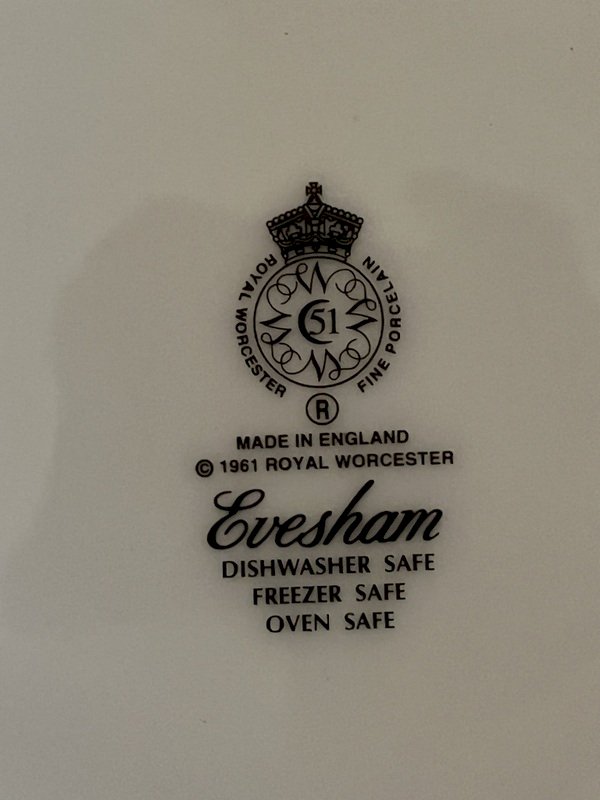 ROYAL WORCESTER
FINE PORCELAIN
51
®
MADE IN ENGLAND
© 1961 ROYAL WORCESTER
Evesham
DISHWASHER SAFE
FREEZER SAFE
OVEN SAFE